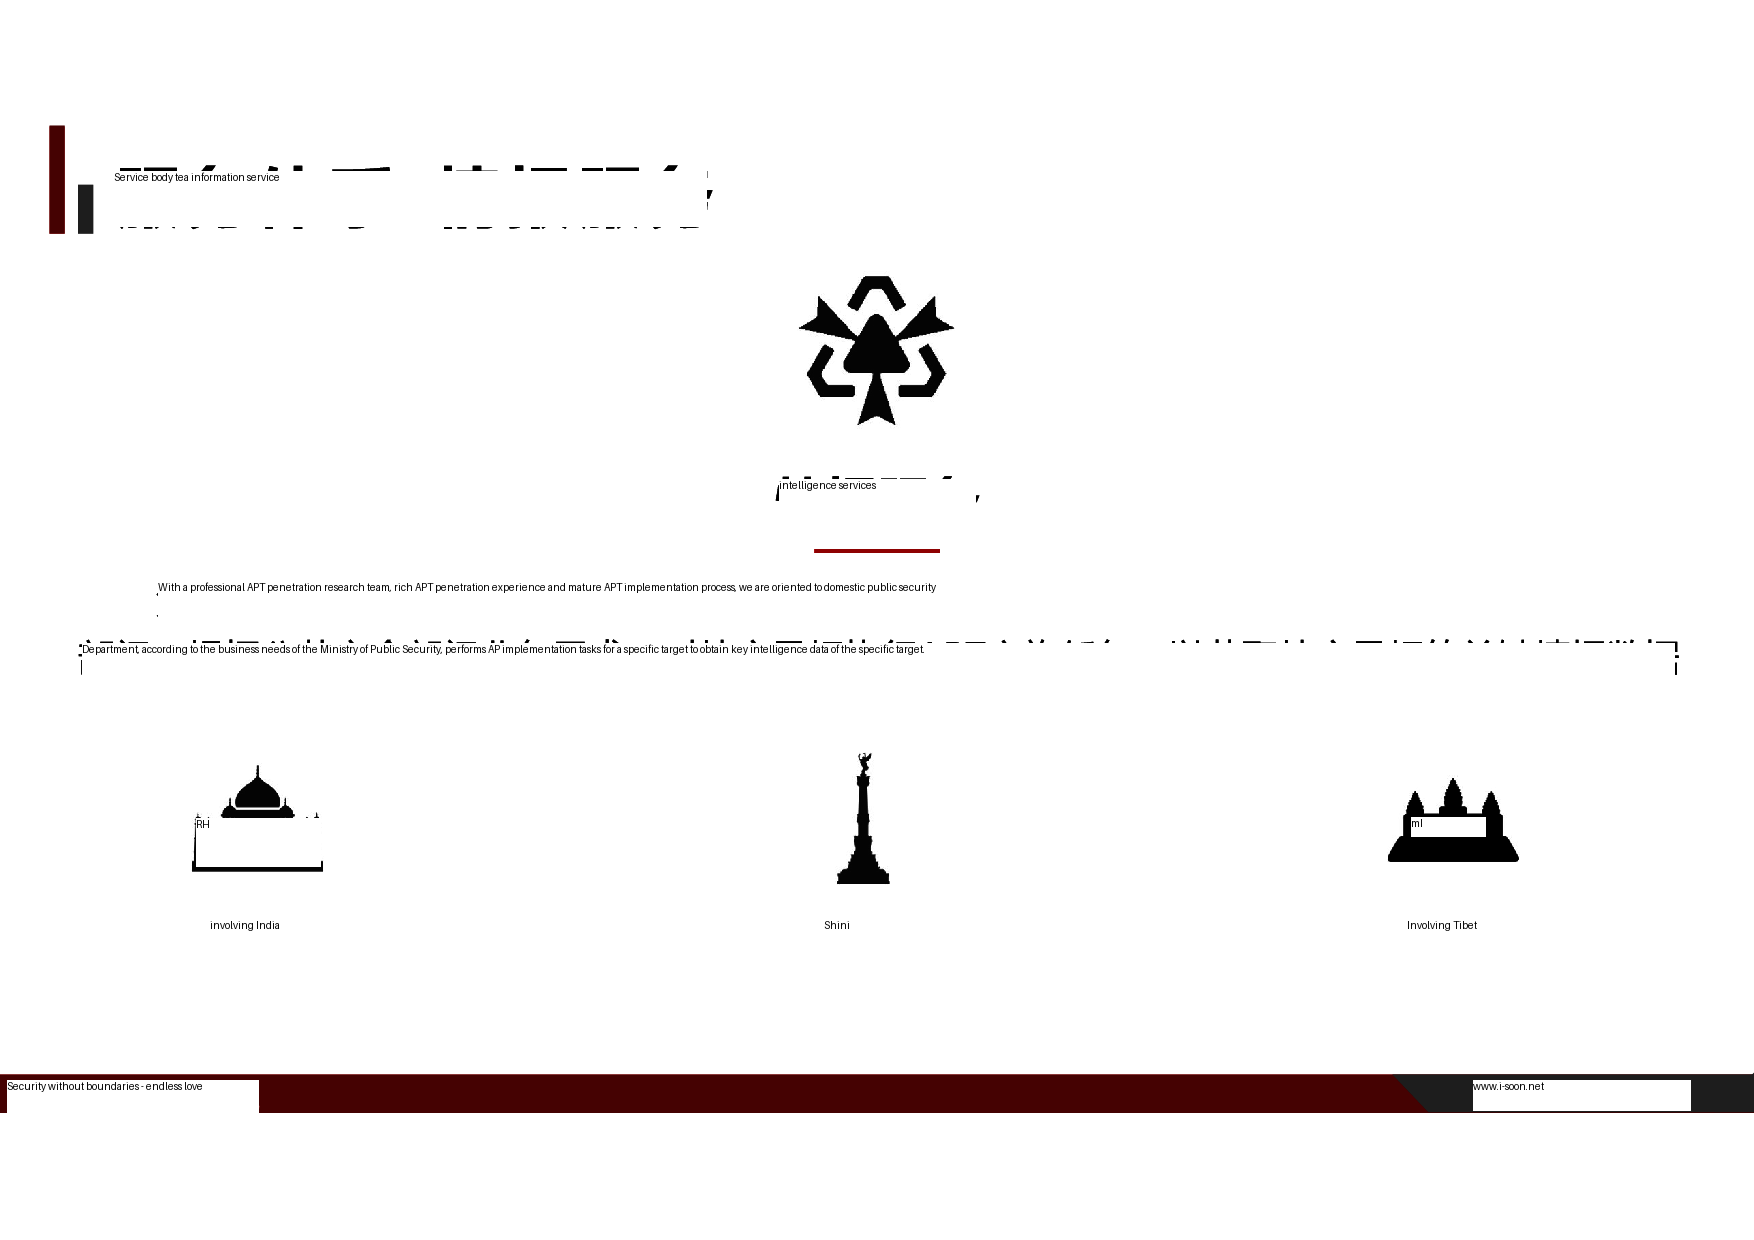 Service body tea information service
intelligence services
With a professional APT penetration research team, rich APT penetration experience and mature APT implementation process, we are oriented to domestic public security
Department, according to the business needs of the Ministry of Public Security, performs AP implementation tasks for a specific target to obtain key intelligence data of the specific target.
RH
ml
involving India
Shini
Involving Tibet
Security without boundaries - endless love
www.i-soon.net